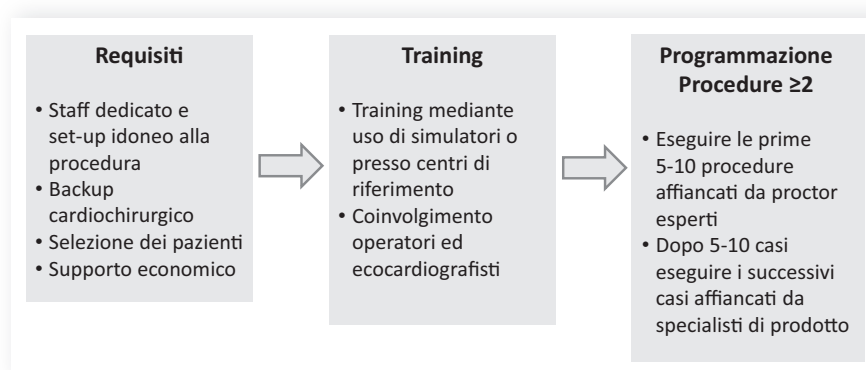 Requisiti
• Staff dedicato e
set-up idoneo alla
procedura
• Backup
cardiochirurgico
• Selezione dei pazienti
• Supporto economico
Training
• Training mediante
uso di simulatori o
presso centri di
riferimento
• Coinvolgimento
operatori ed
ecocardiografisti
Programmazione
Procedure ≥2
• Eseguire le prime
5-10 procedure
affiancati da proctor
esperti
• Dopo 5-10 casi
eseguire i successivi
casi affiancati da
specialisti di prodotto